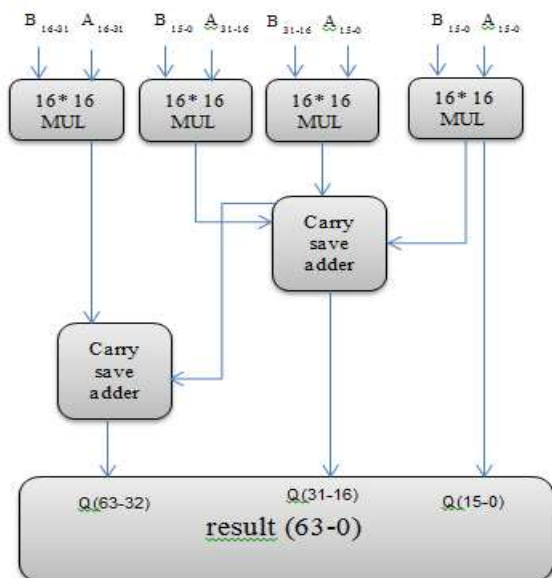 B 16-31 A 16-31 B 15-0 A 31-16 B 31-16 A 15-0 B 15-0 A 15-0
16* 16
MUL
16* 16
MUL
16* 16
MUL
16* 16
MUL
Carry
save
adder
Carry
save
adder
Q(63-32) Q(31-16) Q(15-0)
result (63-0)